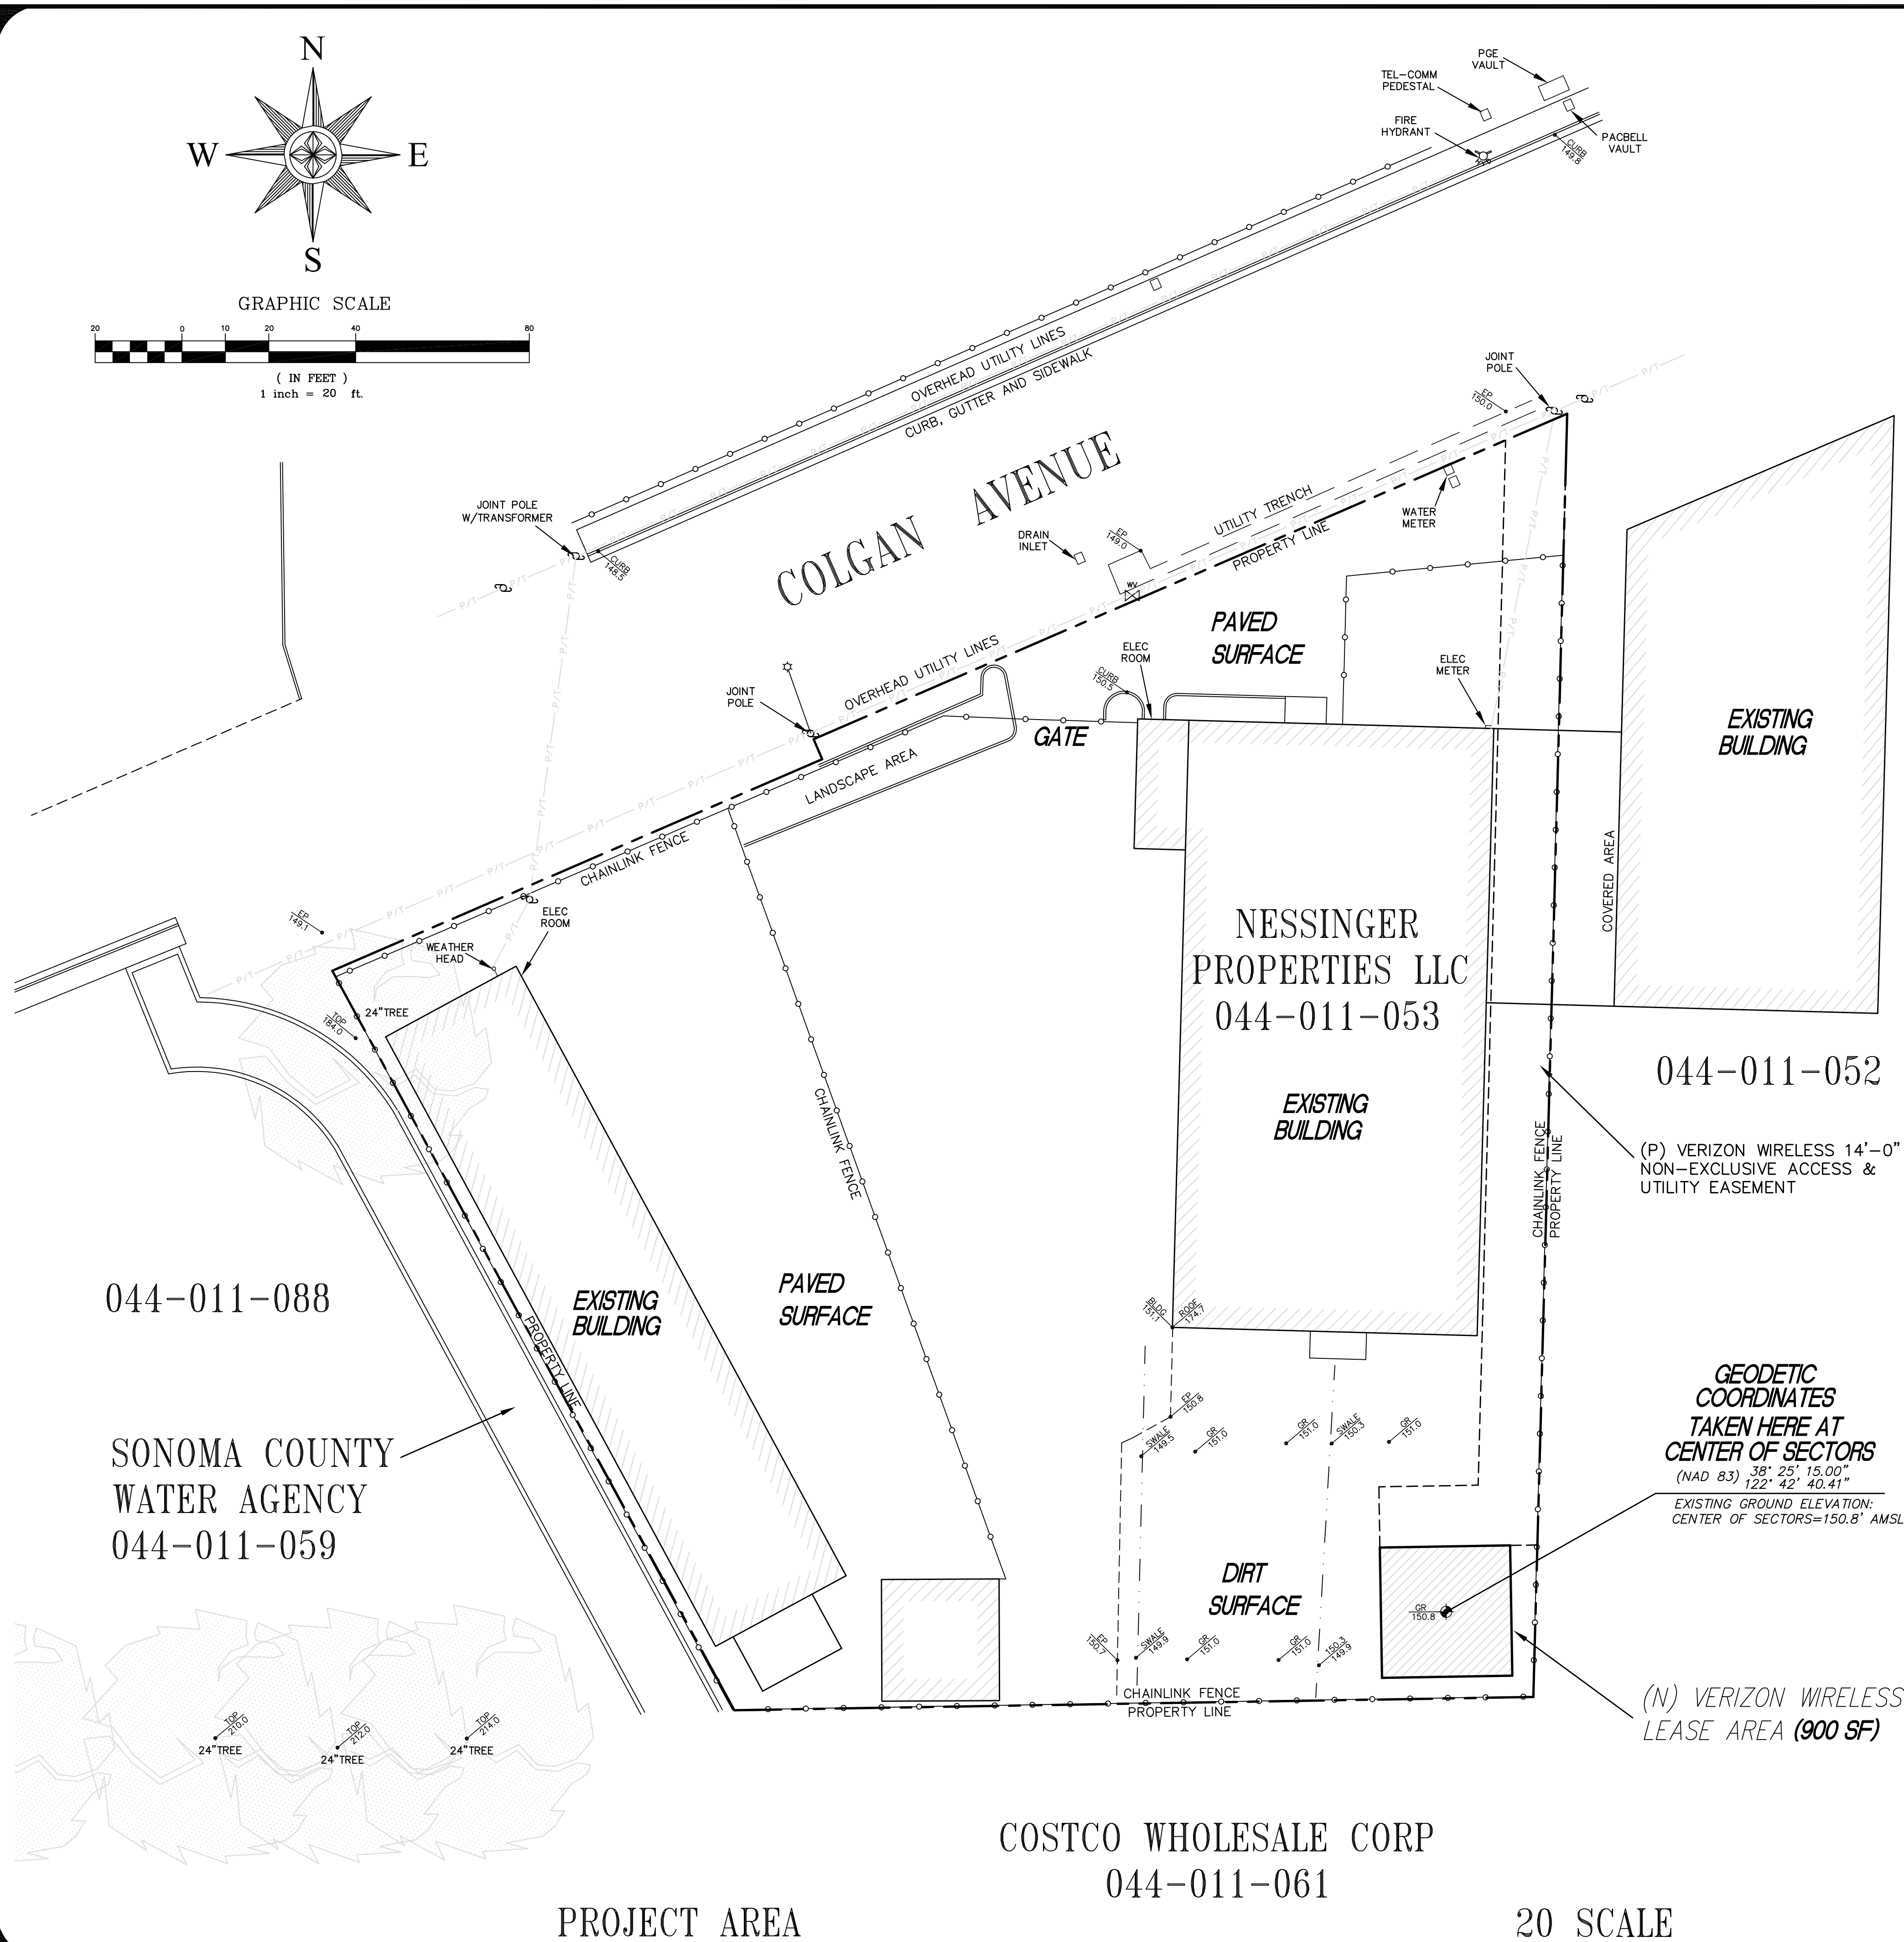 N
W
E
S
GRAPHIC SCALE
20 0 10 20 40 80
( IN FEET )
1 inch = 20 ft.
PGE
VAULT
TEL-COMM
PEDESTAL
FIRE
HYDRANT
PACBELL
VAULT
CURB
149.8
OVERHEAD UTILITY LINES
CURB, GUTTER AND SIDEWALK
JOINT
POLE
EP
150.0
COLGAN AVENUE
JOINT POLE
W/TRANSFORMER
CURB
148.5
DRAIN
INLET
EP
149.0
WV
UTILITY TRENCH
PROPERTY LINE
WATER
METER
PAVED
SURFACE
ELEC
ROOM
ELEC
METER
CURB
150.5
OVERHEAD UTILITY LINES
JOINT
POLE
GATE
LANDSCAPE AREA
EXISTING
BUILDING
COVERED AREA
CHAINLINK FENCE
EP
149.1
ELEC
ROOM
WEATHER
HEAD
24"TREE
TOP
184.0
NESSINGER
PROPERTIES LLC
044-011-053
EXISTING
BUILDING
044-011-052
CHAINLINK FENCE
(P) VERIZON WIRELESS 14'-0"
NON-EXCLUSIVE ACCESS &
UTILITY EASEMENT
CHAINLINK FENCE
PROPERTY LINE
044-011-088
EXISTING
BUILDING
PAVED
SURFACE
PROPERTY LINE
BLDG
151.1
ROOF
174.7
SONOMA COUNTY
WATER AGENCY
044-011-059
EP
150.8
SWALE
149.5
GR
151.0
GR
151.0
SWALE
150.3
GR
151.0
GEODETIC
COORDINATES
TAKEN HERE AT
CENTER OF SECTORS
(NAD 83) 38° 25' 15.00"
122° 42' 40.41"
EXISTING GROUND ELEVATION:
CENTER OF SECTORS=150.8' AMSL
DIRT
SURFACE
GR
150.8
EP
150.7
SWALE
149.9
GR
151.0
GR
151.0
150.3
149.9
CHAINLINK FENCE
PROPERTY LINE
(N) VERIZON WIRELESS
LEASE AREA (900 SF)
TOP
210.0
24"TREE
TOP
212.0
24"TREE
TOP
214.0
24"TREE
COSTCO WHOLESALE CORP
044-011-061
PROJECT AREA
20 SCALE